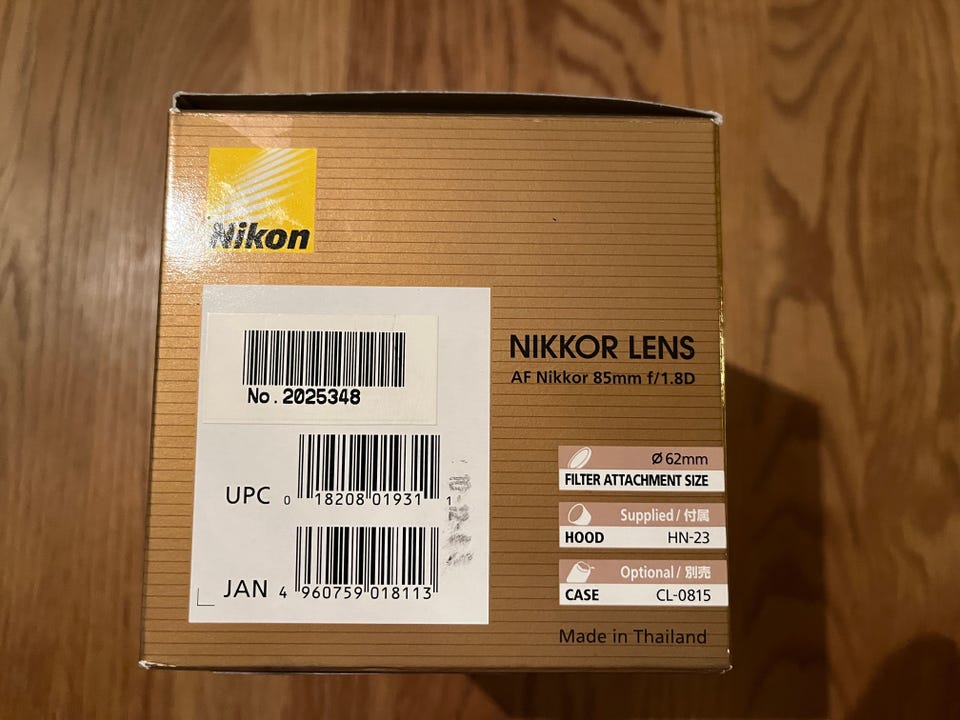 Nikon
No. 2025348
UPC 0 18208 01931 1
JAN 4 960759 018113
NIKKOR LENS
AF Nikkor 85mm f/1.8D
Ø 62mm
FILTER ATTACHMENT SIZE
Supplied / 付属
HOOD HN-23
Optional / 別売
CASE CL-0815
Made in Thailand